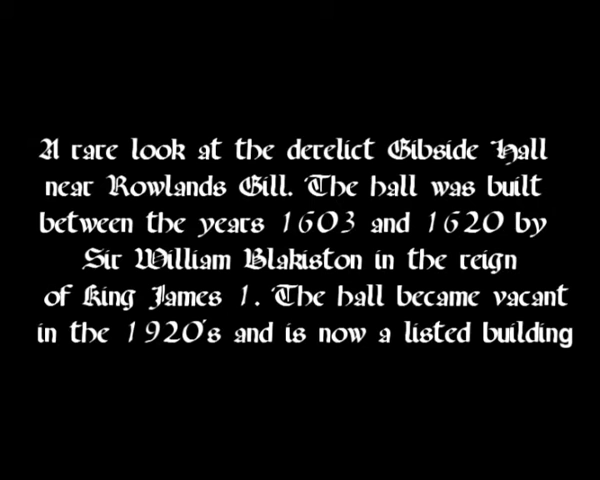 A rare look at the derelict Gibside Hall
near Rowlands Gill. The hall was built
between the years 1603 and 1620 by
Sir William Blakiston in the reign
of King James 1. The hall became vacant
in the 1920's and is now a listed building